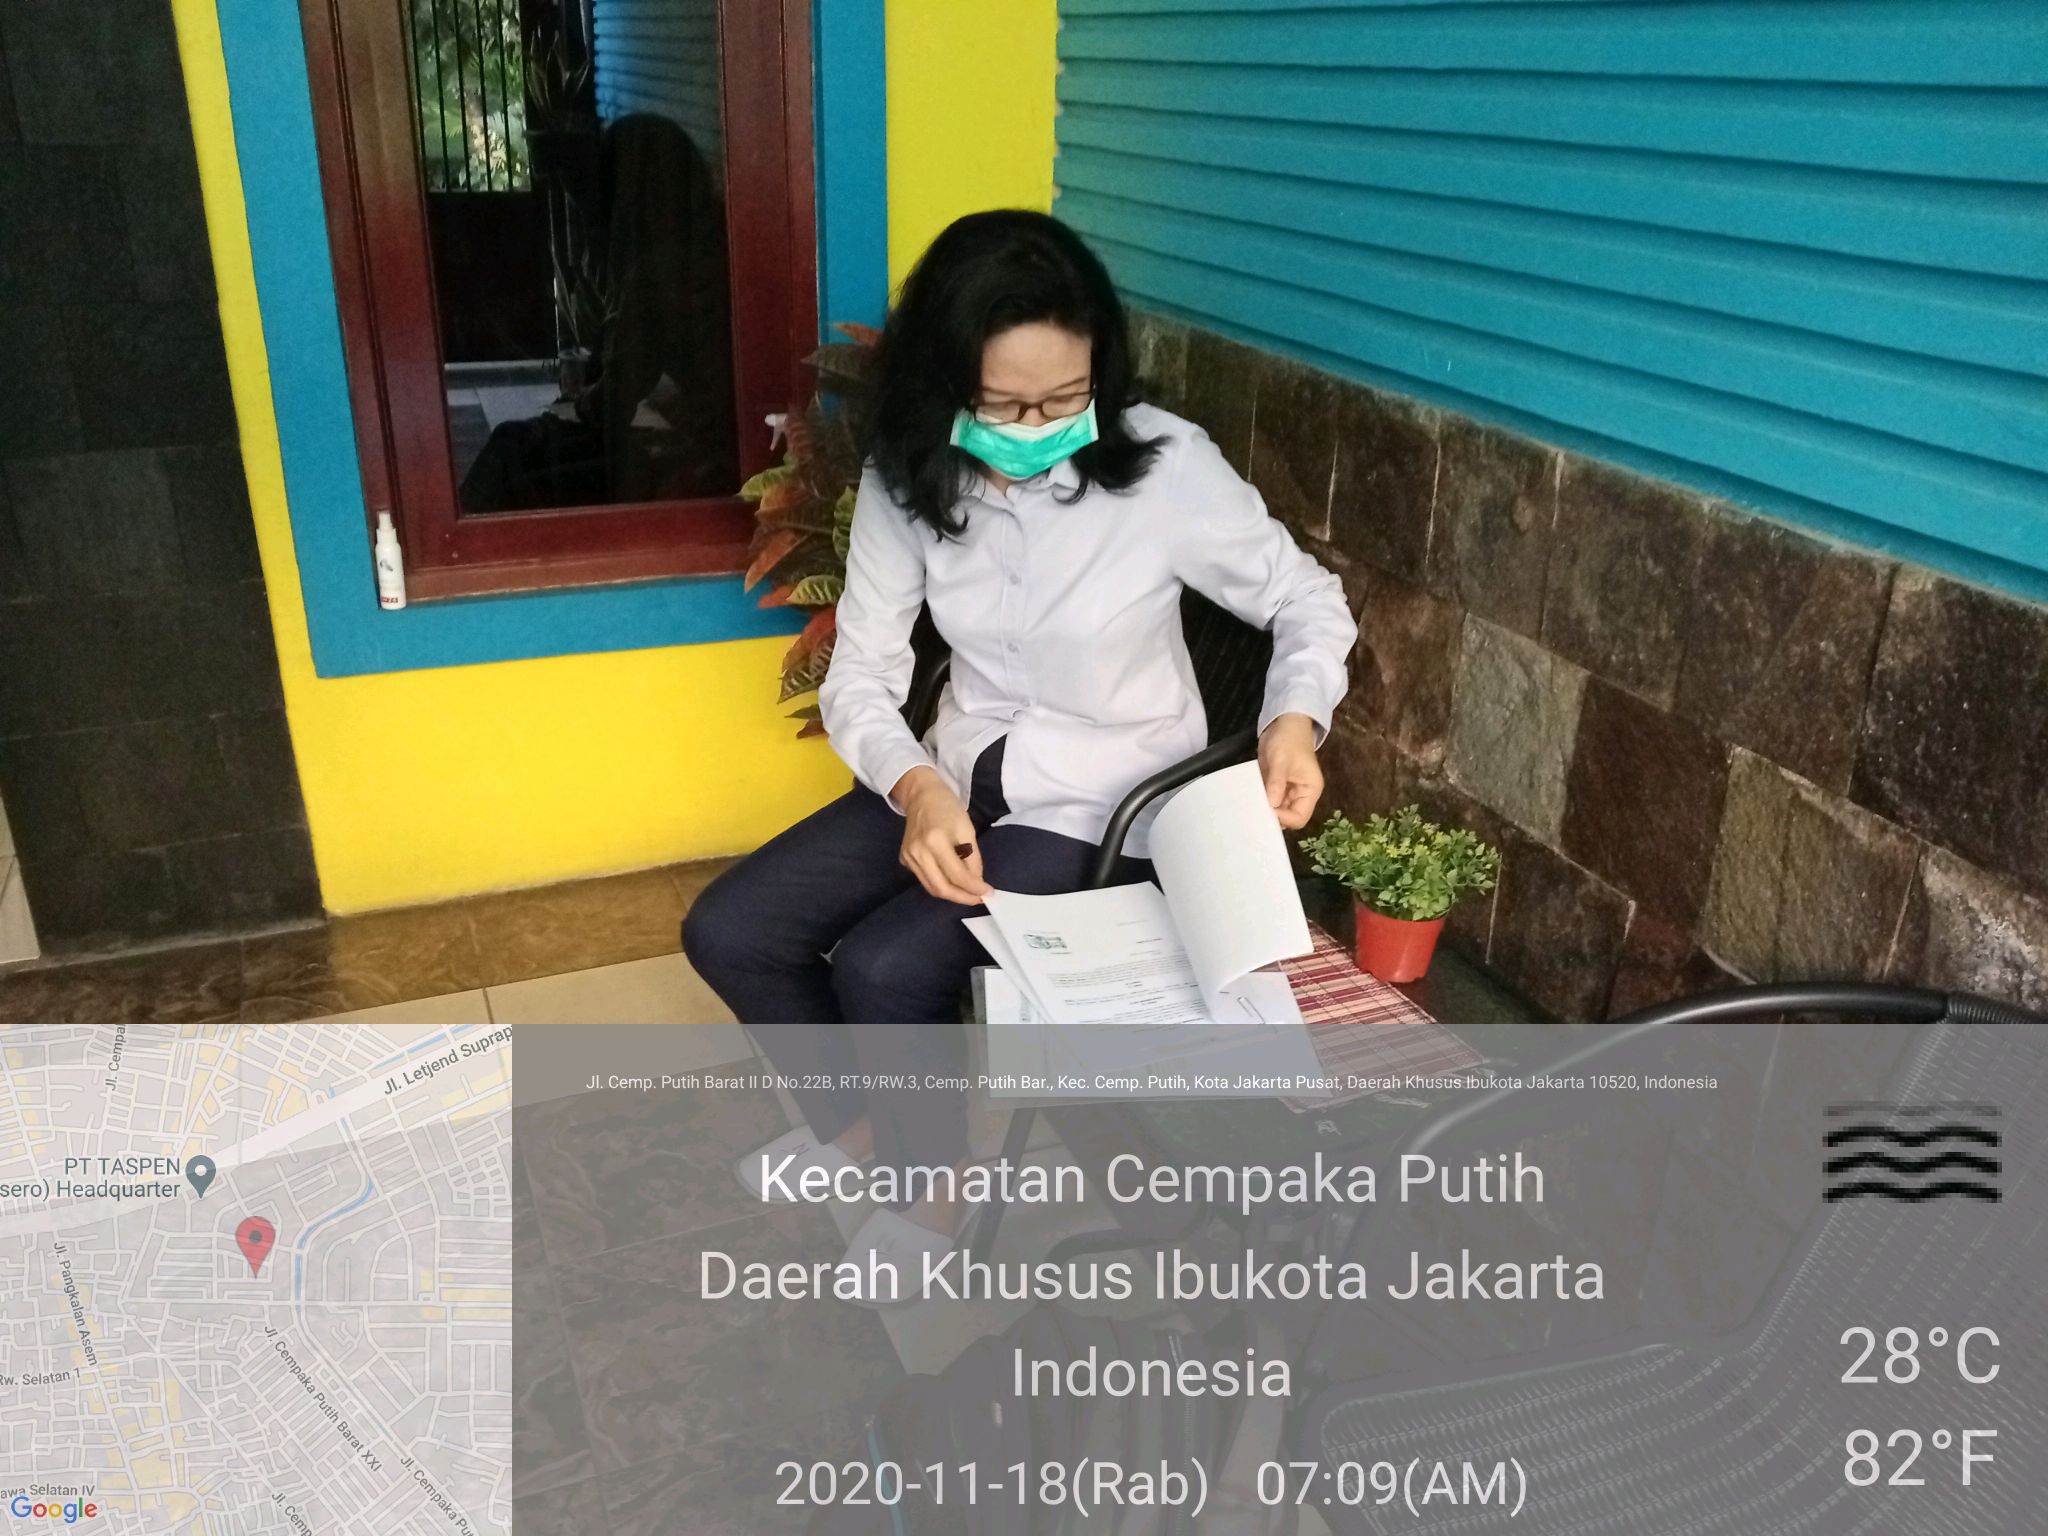 Jl. Cempa
Jl. Letjend Suprap
PT TASPEN
sero) Headquarter
Jl. Pangkalan Asem
Rw. Selatan 1
Jl. Cempaka Putih Barat XXI
Jl. Cempaka Put
awa Selatan IV
Jl. Cemp
Google
Jl. Cemp. Putih Barat II D No.22B, RT.9/RW.3, Cemp. Putih Bar., Kec. Cemp. Putih, Kota Jakarta Pusat, Daerah Khusus Ibukota Jakarta 10520, Indonesia
Kecamatan Cempaka Putih
Daerah Khusus Ibukota Jakarta
Indonesia
2020-11-18(Rab) 07:09(AM)
28°C
82°F